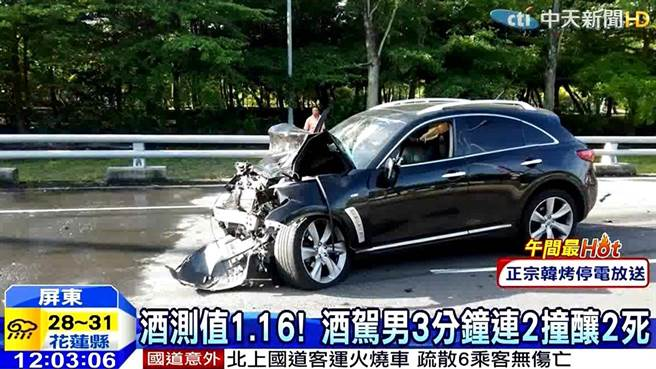 cti 中天新聞HD
午間最Hot
正宗韓烤停電放送
屏東
28~31
花蓮縣
12:03:06
酒測值1.16! 酒駕男3分鐘連2撞釀2死
國道意外 北上國道客運火燒車 疏散6乘客無傷亡